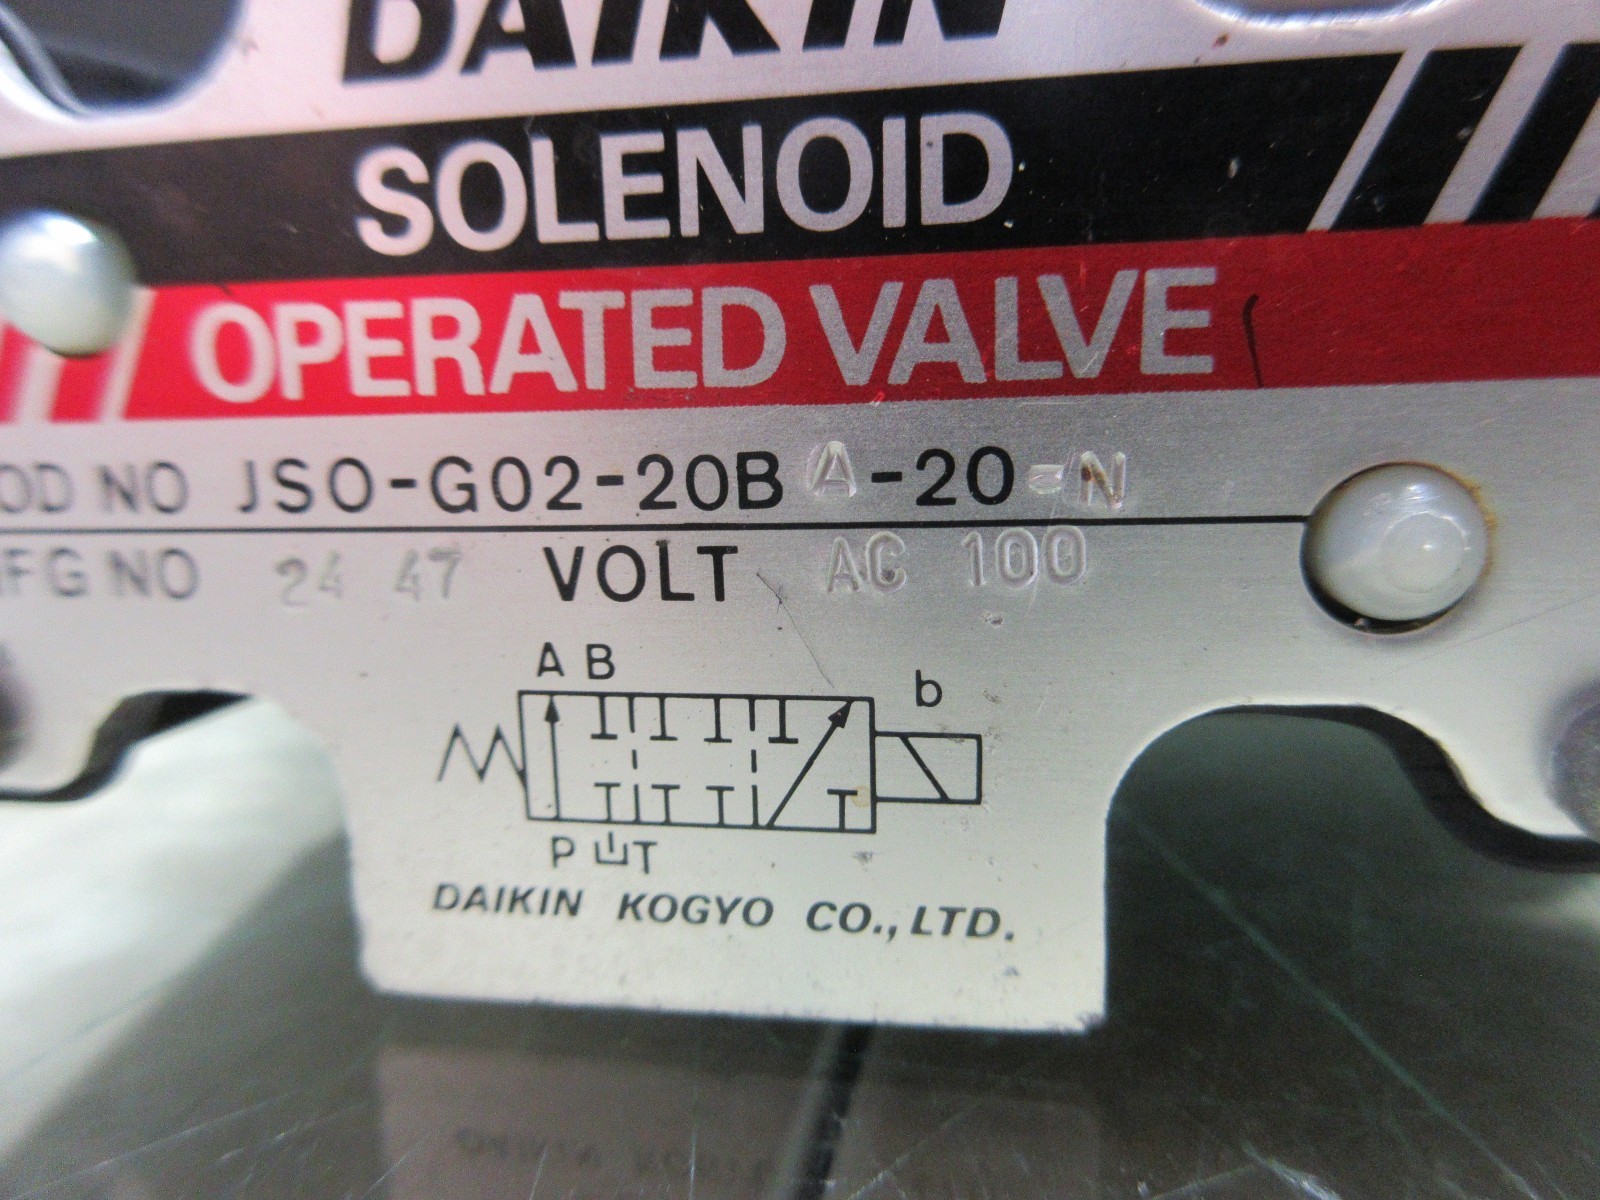 DAIKIN
SOLENOID
OPERATED VALVE
OD NO JSO-G02-20BA-20-N
FG NO 24 47 VOLT AC 100
A B
b
P T
DAIKIN KOGYO CO., LTD.